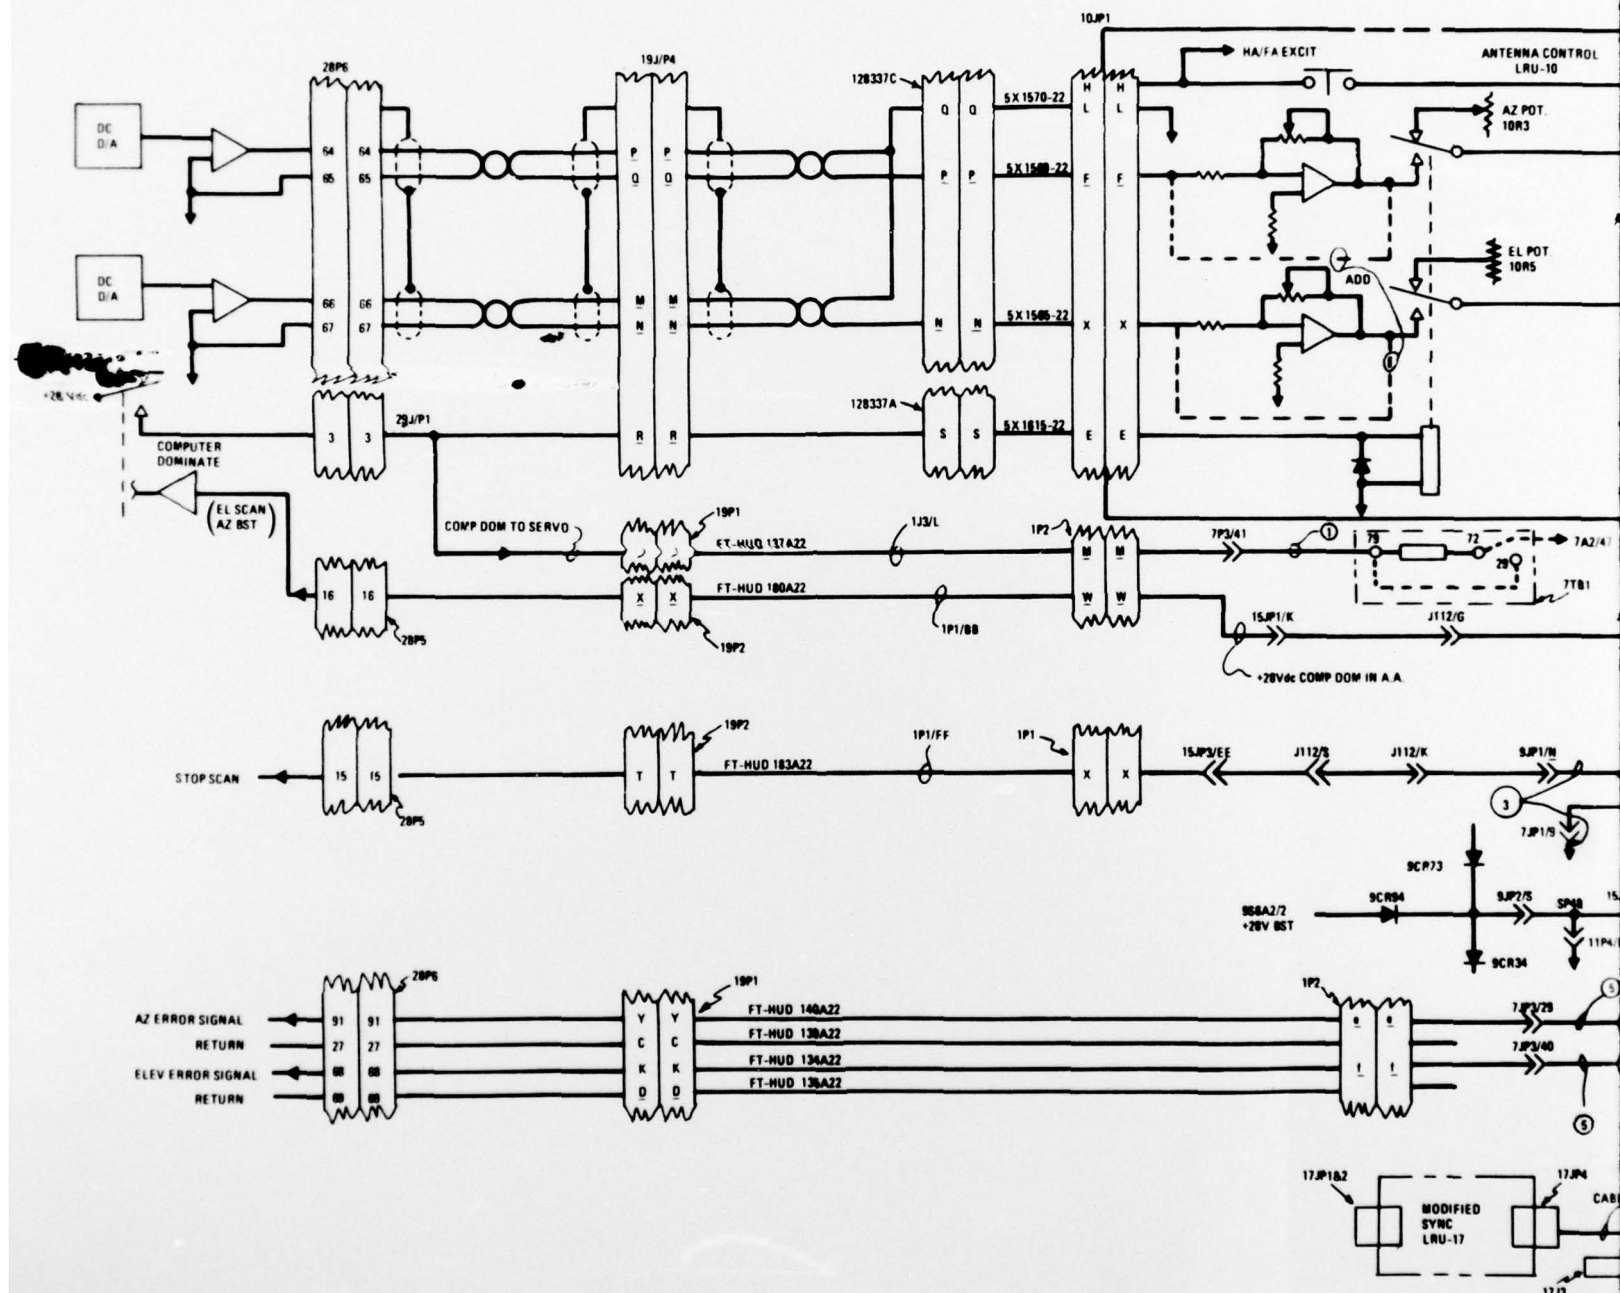 10JP1
HA/FA EXCIT
ANTENNA CONTROL
LRU-10
28P6
19J/P4
128337C
H H
L L
AZ POT.
10R3
DC
D/A
Q Q
5X1570-22
64 64
65 65
P P
Q Q
P P
F F
EL POT
10R5
ADD
DC
D/A
66 66
67 67
M M
N N
N N
5X1565-22
X X
6
+28 Vdc
128337A
29J/P1
3 3
R R
S S
5X1615-22
E E
COMPUTER
DOMINATE
(EL SCAN
AZ BST)
COMP DOM TO SERVO
19P1
FT-HUD 137A22
1J3/L
1P2
M M
7P3/41
1
79
72
29
7A2/47
7TB1
16 16
28P5
X X
FT-HUD 180A22
19P2
1P1/BB
W W
15JP1/K
J112/G
+28Vdc COMP DOM IN A.A.
STOP SCAN
15 15
28P5
T T
19P2
FT-HUD 183A22
1P1/FF
1P1
X X
15JP3/EE
J112/S
J112/K
9JP1/N
3
7JP1/9
9CR73
9S6A2/2
+28V BST
9CR94
9JP2/S
SP48
9CR34
28P6
19P1
1P2
AZ ERROR SIGNAL
91 91
Y Y
FT-HUD 140A22
e e
7JP3/29
5
RETURN
27 27
C C
ELEV ERROR SIGNAL
68 68
K K
FT-HUD 134A22
f f
7JP3/40
5
RETURN
D D
17JP1&2
17JP4
MODIFIED
SYNC
LRU-17